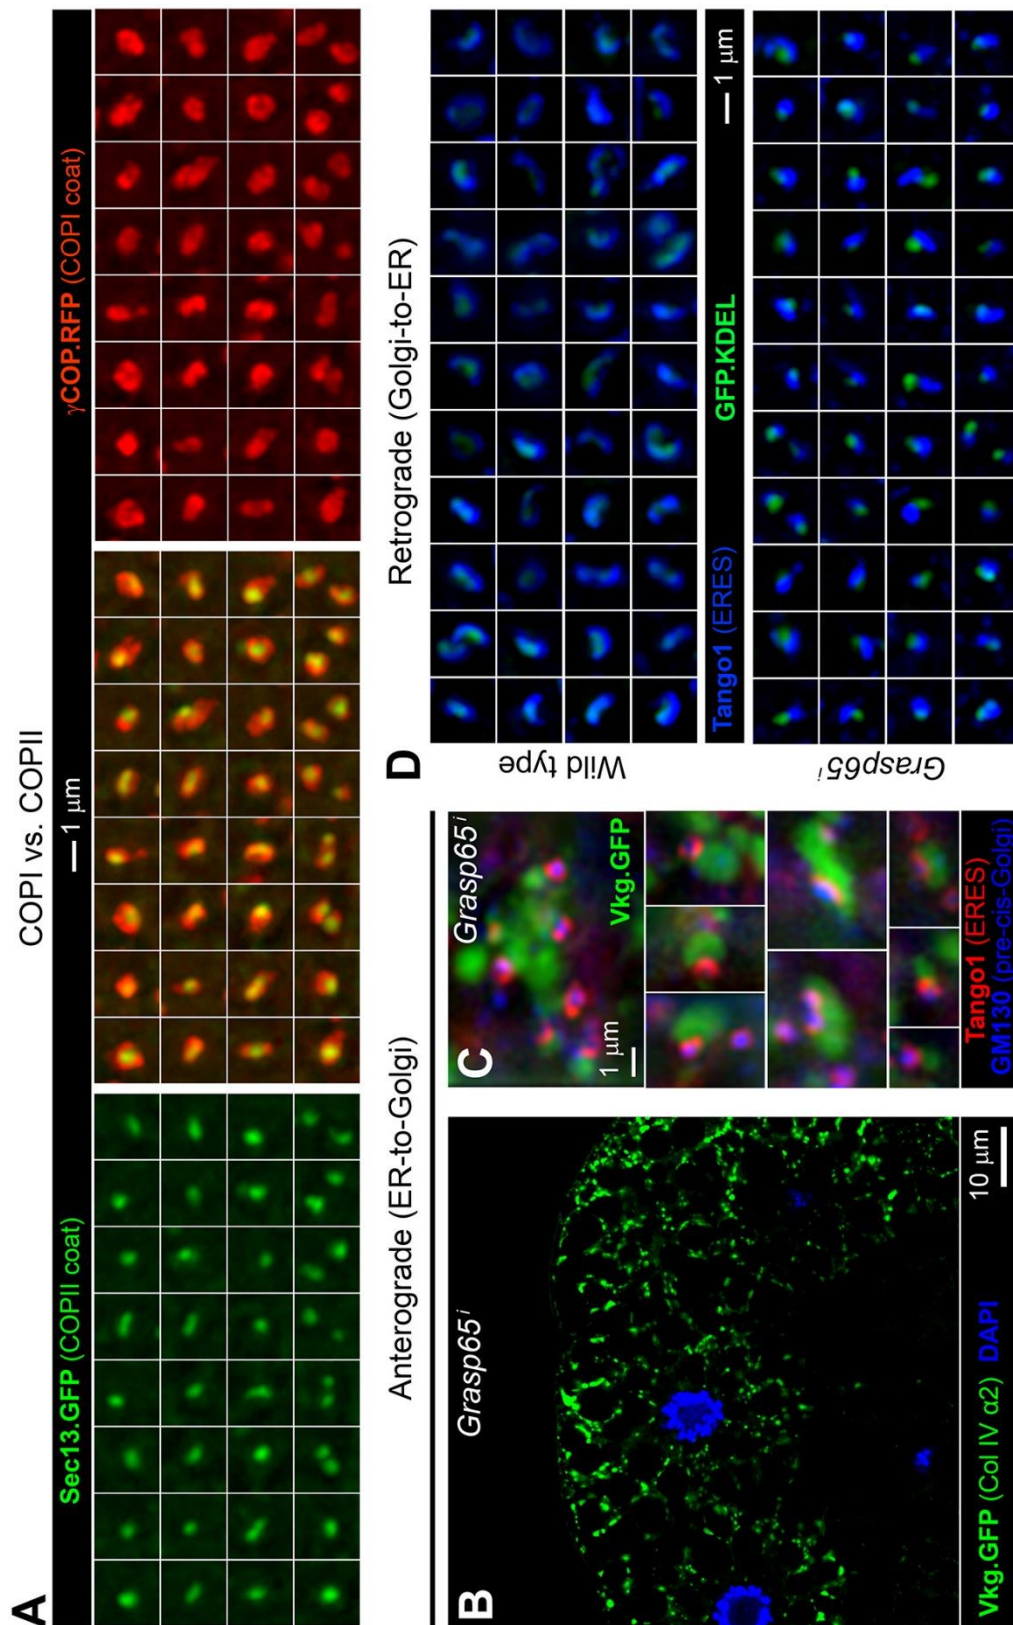 A
COPI vs. COPII
Sec13.GFP (COPII coat)
1 µm
γCOP.RFP (COPI coat)
Anterograde (ER-to-Golgi)
B
Grasp65ⁱ
Vkg.GFP (Col IV α2) DAPI
10 µm
C
Grasp65ⁱ
Vkg.GFP
1 µm
Tango1 (ERES)
GM130 (pre-cis-Golgi)
Retrograde (Golgi-to-ER)
D
Wild type
Tango1 (ERES)
GFP.KDEL
1 µm
Grasp65ⁱ